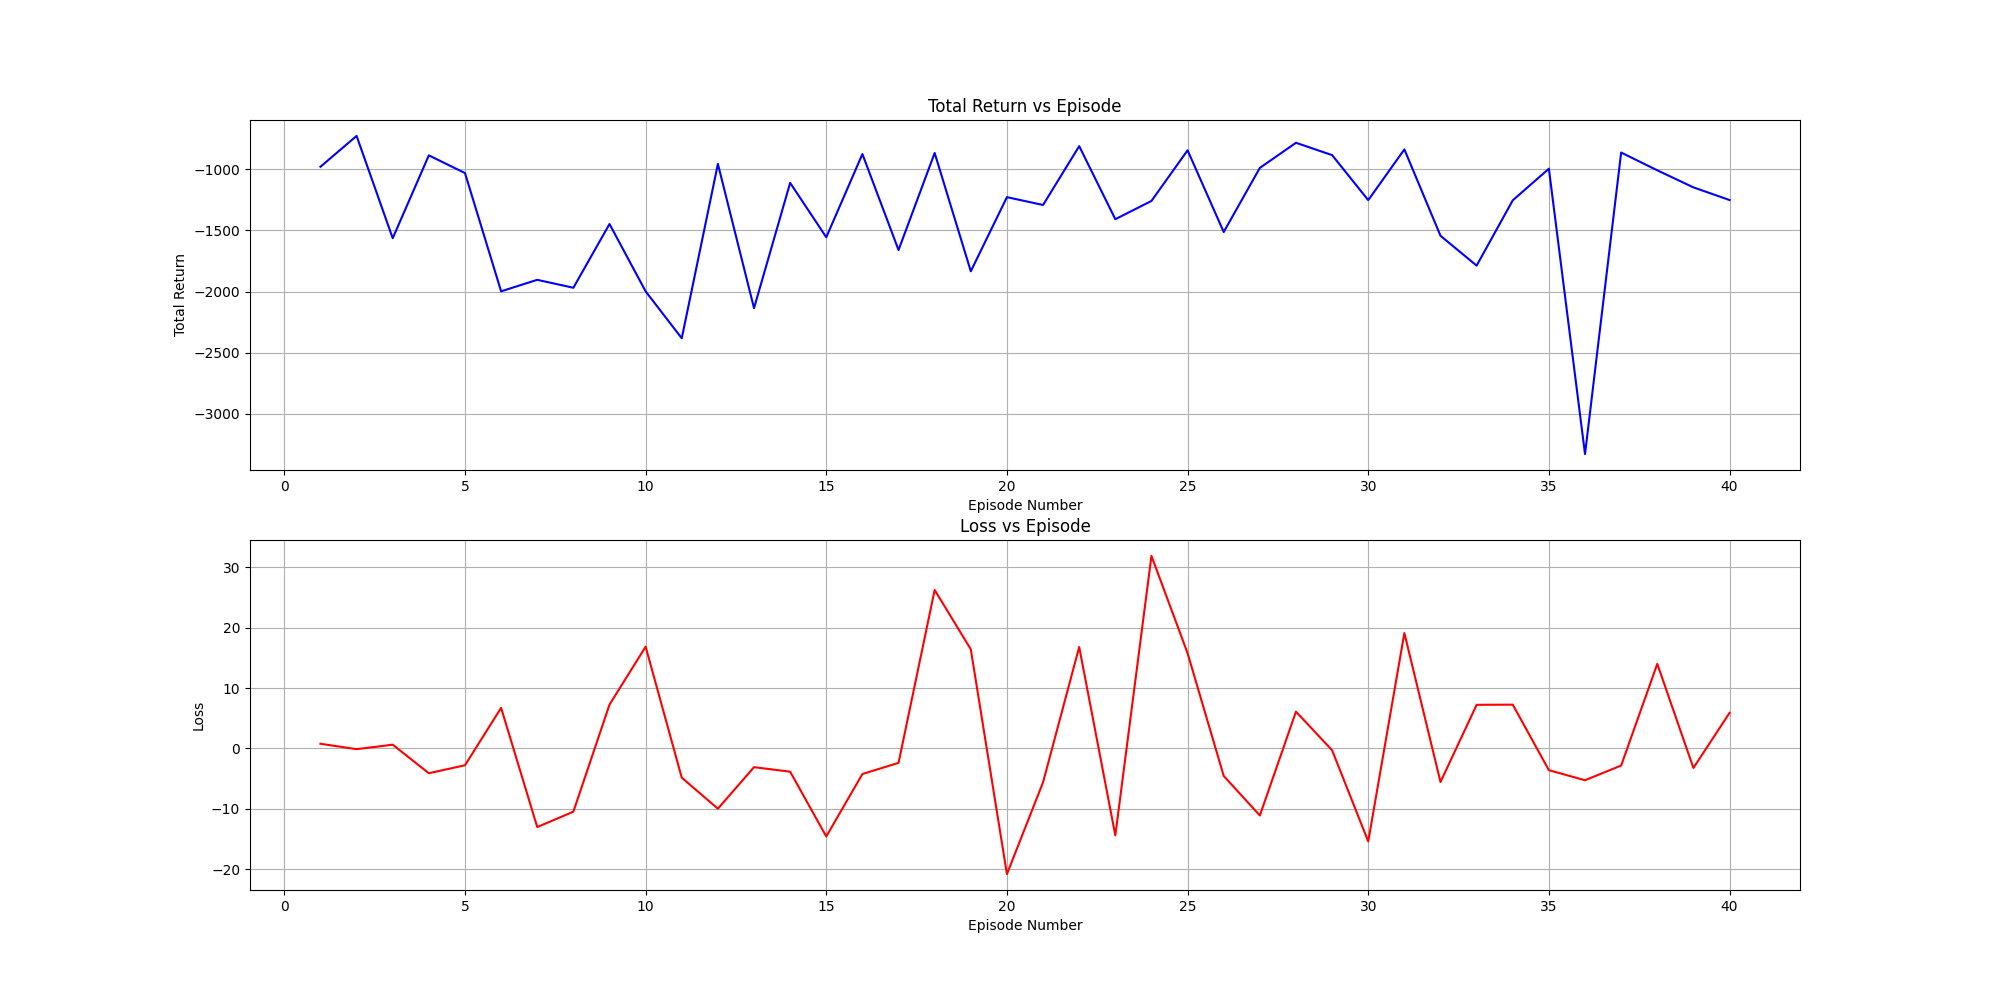 Total Return vs Episode
−1000
−1500
−2000
−2500
−3000
Total Return
0 5 10 15 20 25 30 35 40
Episode Number
Loss vs Episode
30
20
10
0
−10
−20
Loss
0 5 10 15 20 25 30 35 40
Episode Number